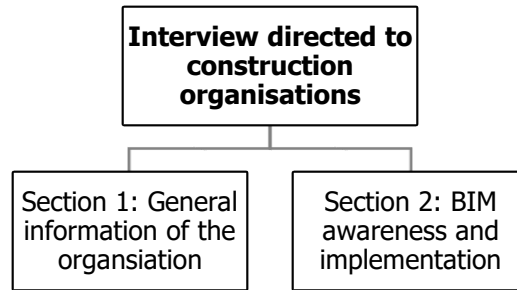 Interview directed to
construction
organisations
Section 1: General
information of the
organsiation
Section 2: BIM
awareness and
implementation